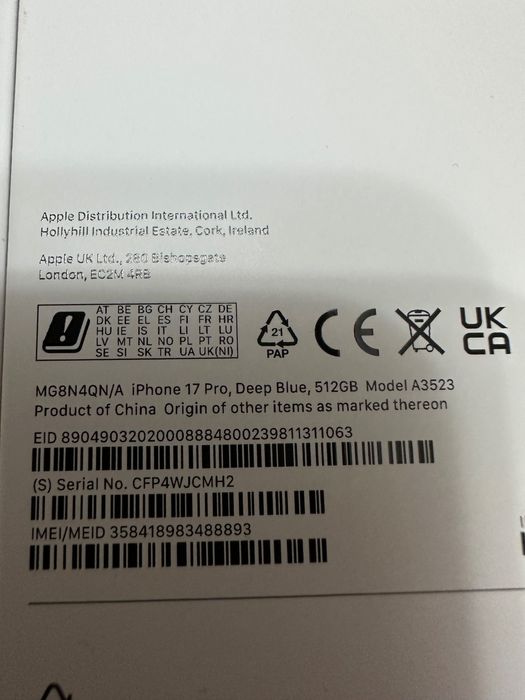 Apple Distribution International Ltd.
Hollyhill Industrial Estate, Cork, Ireland
Apple UK Ltd., 280 Bishopsgate
London, EC2M 4RB
AT BE BG CH CY CZ DE
DK EE EL ES FI FR HR
HU IE IS IT LI LT LU
LV MT NL NO PL PT RO
SE SI SK TR UA UK(NI)
21
PAP
CE
UK
CA
MG8N4QN/A iPhone 17 Pro, Deep Blue, 512GB Model A3523
Product of China Origin of other items as marked thereon
EID 89049032020008884800239811311063
(S) Serial No. CFP4WJCMH2
IMEI/MEID 358418983488893